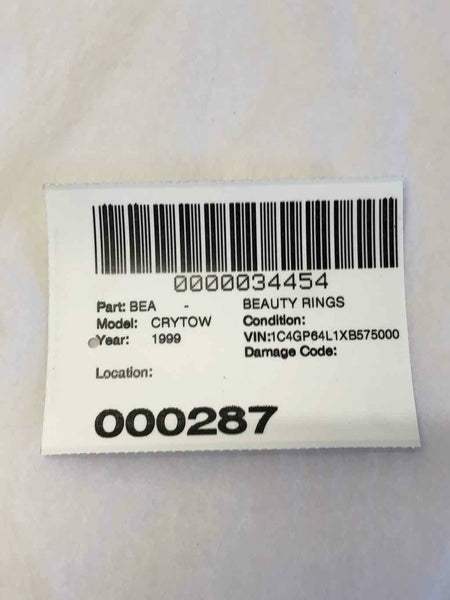 0000034454
Part: BEA - BEAUTY RINGS
Model: CRYTOW Condition:
Year: 1999 VIN:1C4GP64L1XB575000
Damage Code:
Location:
000287